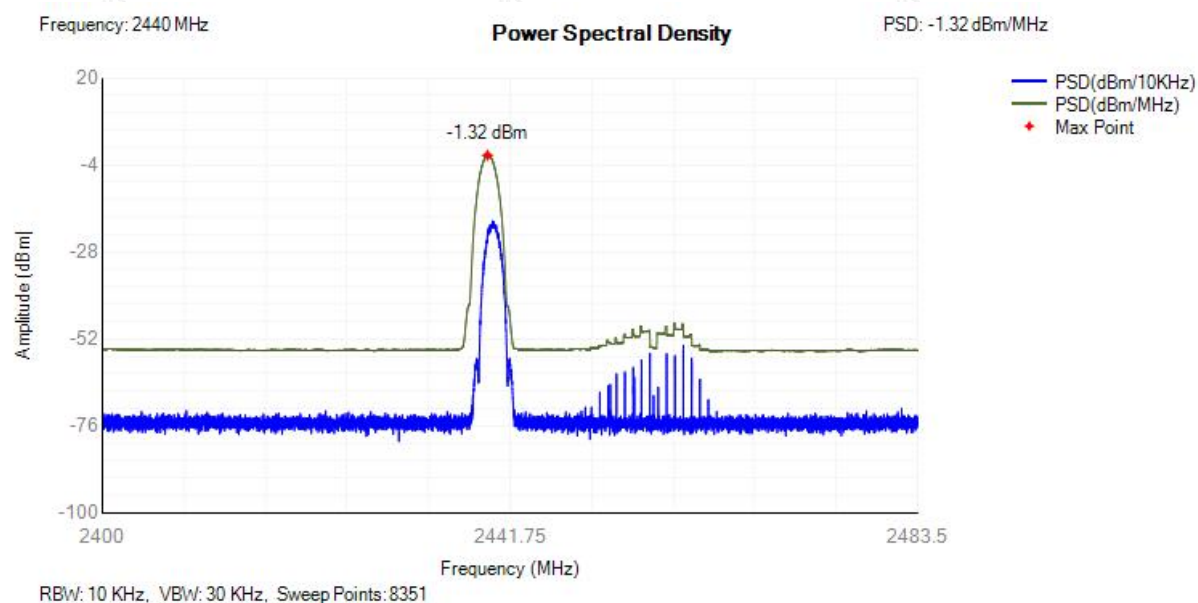 Frequency: 2440 MHz
Power Spectral Density
PSD: -1.32 dBm/MHz
20
-4
-28
-52
-76
-100
Amplitude (dBm|
-1.32 dBm
PSD(dBm/10KHz)
PSD(dBm/MHz)
Max Point
2400
2441.75
2483.5
Frequency (MHz)
RBW: 10 KHz, VBW: 30 KHz, Sweep Points: 8351